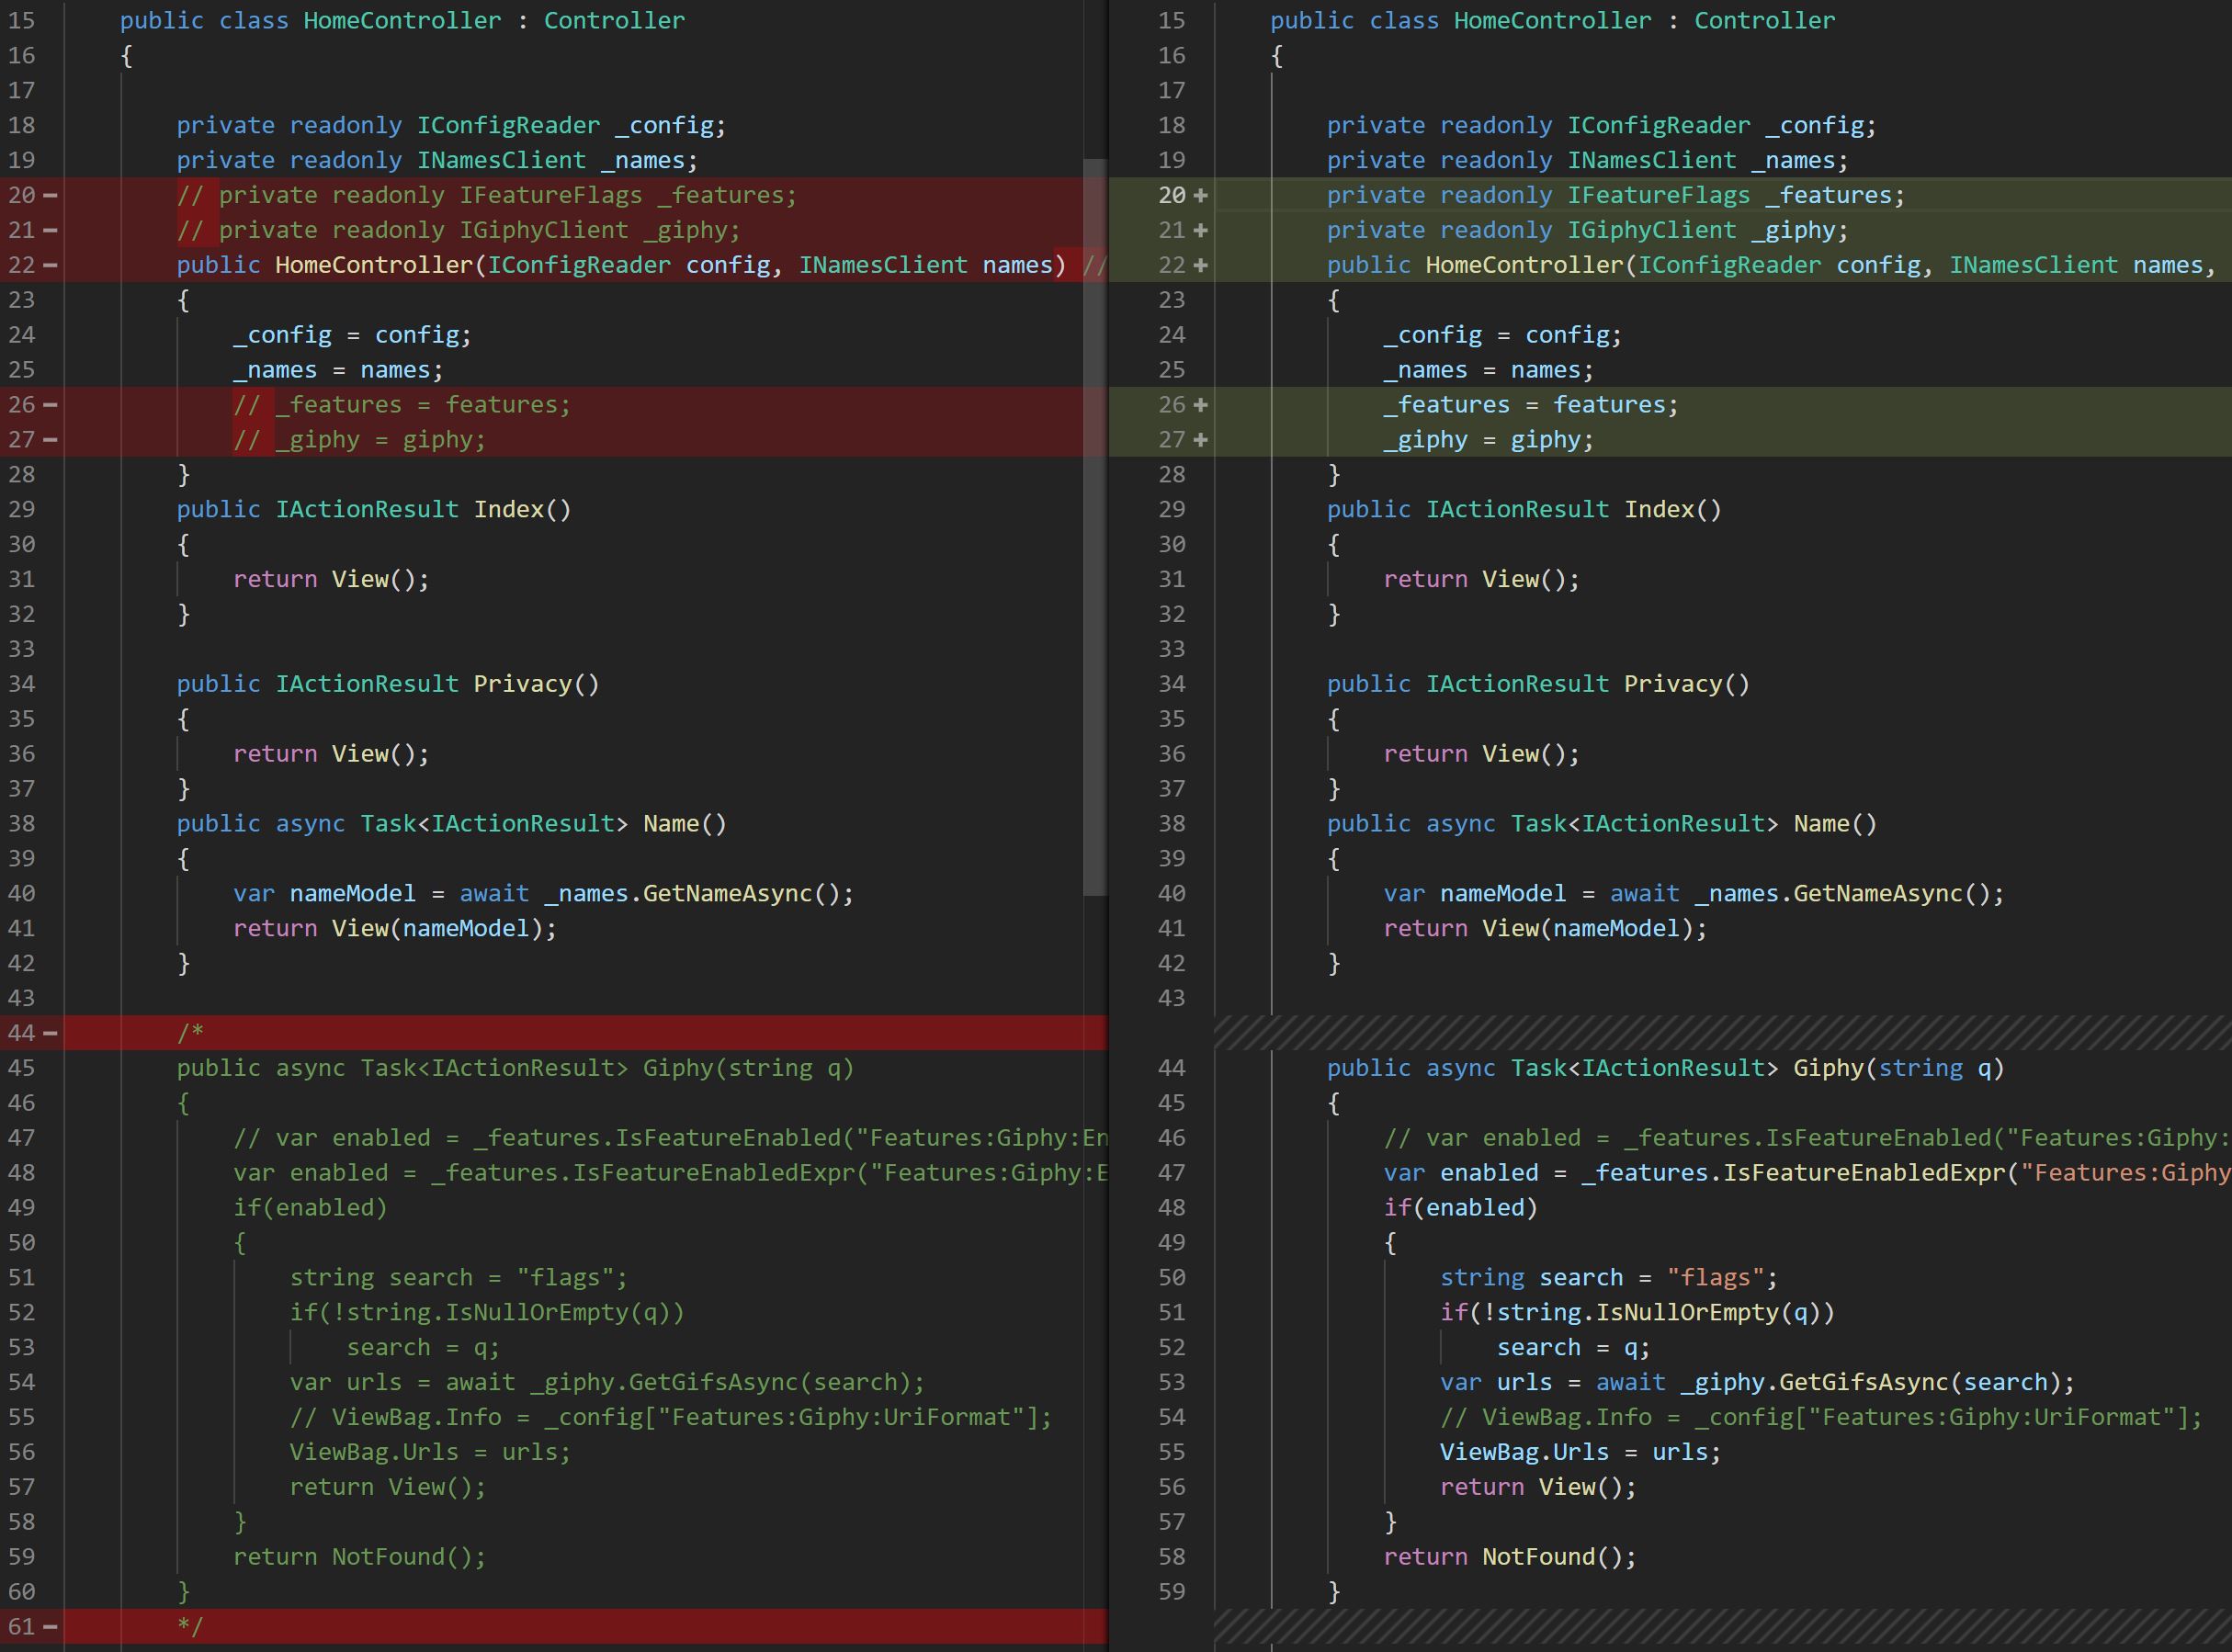 15 public class HomeController : Controller
16 {
17
18 private readonly IConfigReader _config;
19 private readonly INamesClient _names;
20 − // private readonly IFeatureFlags _features;
21 − // private readonly IGiphyClient _giphy;
22 − public HomeController(IConfigReader config, INamesClient names) //
23 {
24 _config = config;
25 _names = names;
26 − // _features = features;
27 − // _giphy = giphy;
28 }
29 public IActionResult Index()
30 {
31 return View();
32 }
33
34 public IActionResult Privacy()
35 {
36 return View();
37 }
38 public async Task<IActionResult> Name()
39 {
40 var nameModel = await _names.GetNameAsync();
41 return View(nameModel);
42 }
43
44 − /*
45 public async Task<IActionResult> Giphy(string q)
46 {
47 // var enabled = _features.IsFeatureEnabled("Features:Giphy:En
48 var enabled = _features.IsFeatureEnabledExpr("Features:Giphy:E
49 if(enabled)
50 {
51 string search = "flags";
52 if(!string.IsNullOrEmpty(q))
53 search = q;
54 var urls = await _giphy.GetGifsAsync(search);
55 // ViewBag.Info = _config["Features:Giphy:UriFormat"];
56 ViewBag.Urls = urls;
57 return View();
58 }
59 return NotFound();
60 }
61 − */
15 public class HomeController : Controller
16 {
17
18 private readonly IConfigReader _config;
19 private readonly INamesClient _names;
20 + private readonly IFeatureFlags _features;
21 + private readonly IGiphyClient _giphy;
22 + public HomeController(IConfigReader config, INamesClient names,
23 {
24 _config = config;
25 _names = names;
26 + _features = features;
27 + _giphy = giphy;
28 }
29 public IActionResult Index()
30 {
31 return View();
32 }
33
34 public IActionResult Privacy()
35 {
36 return View();
37 }
38 public async Task<IActionResult> Name()
39 {
40 var nameModel = await _names.GetNameAsync();
41 return View(nameModel);
42 }
43
44 public async Task<IActionResult> Giphy(string q)
45 {
46 // var enabled = _features.IsFeatureEnabled("Features:Giphy:
47 var enabled = _features.IsFeatureEnabledExpr("Features:Giphy
48 if(enabled)
49 {
50 string search = "flags";
51 if(!string.IsNullOrEmpty(q))
52 search = q;
53 var urls = await _giphy.GetGifsAsync(search);
54 // ViewBag.Info = _config["Features:Giphy:UriFormat"];
55 ViewBag.Urls = urls;
56 return View();
57 }
58 return NotFound();
59 }